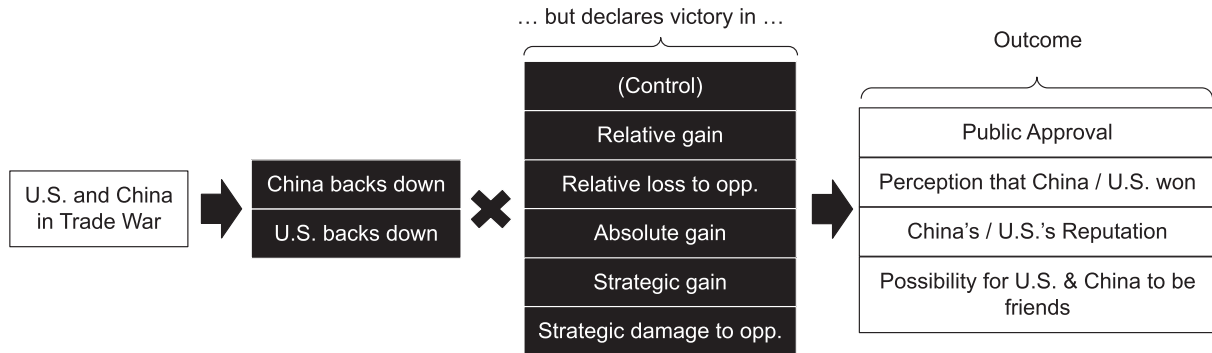 … but declares victory in …
Outcome
(Control)
Relative gain
Relative loss to opp.
Absolute gain
Strategic gain
Strategic damage to opp.
U.S. and China
in Trade War
China backs down
U.S. backs down
Public Approval
Perception that China / U.S. won
China’s / U.S.’s Reputation
Possibility for U.S. & China to be
friends